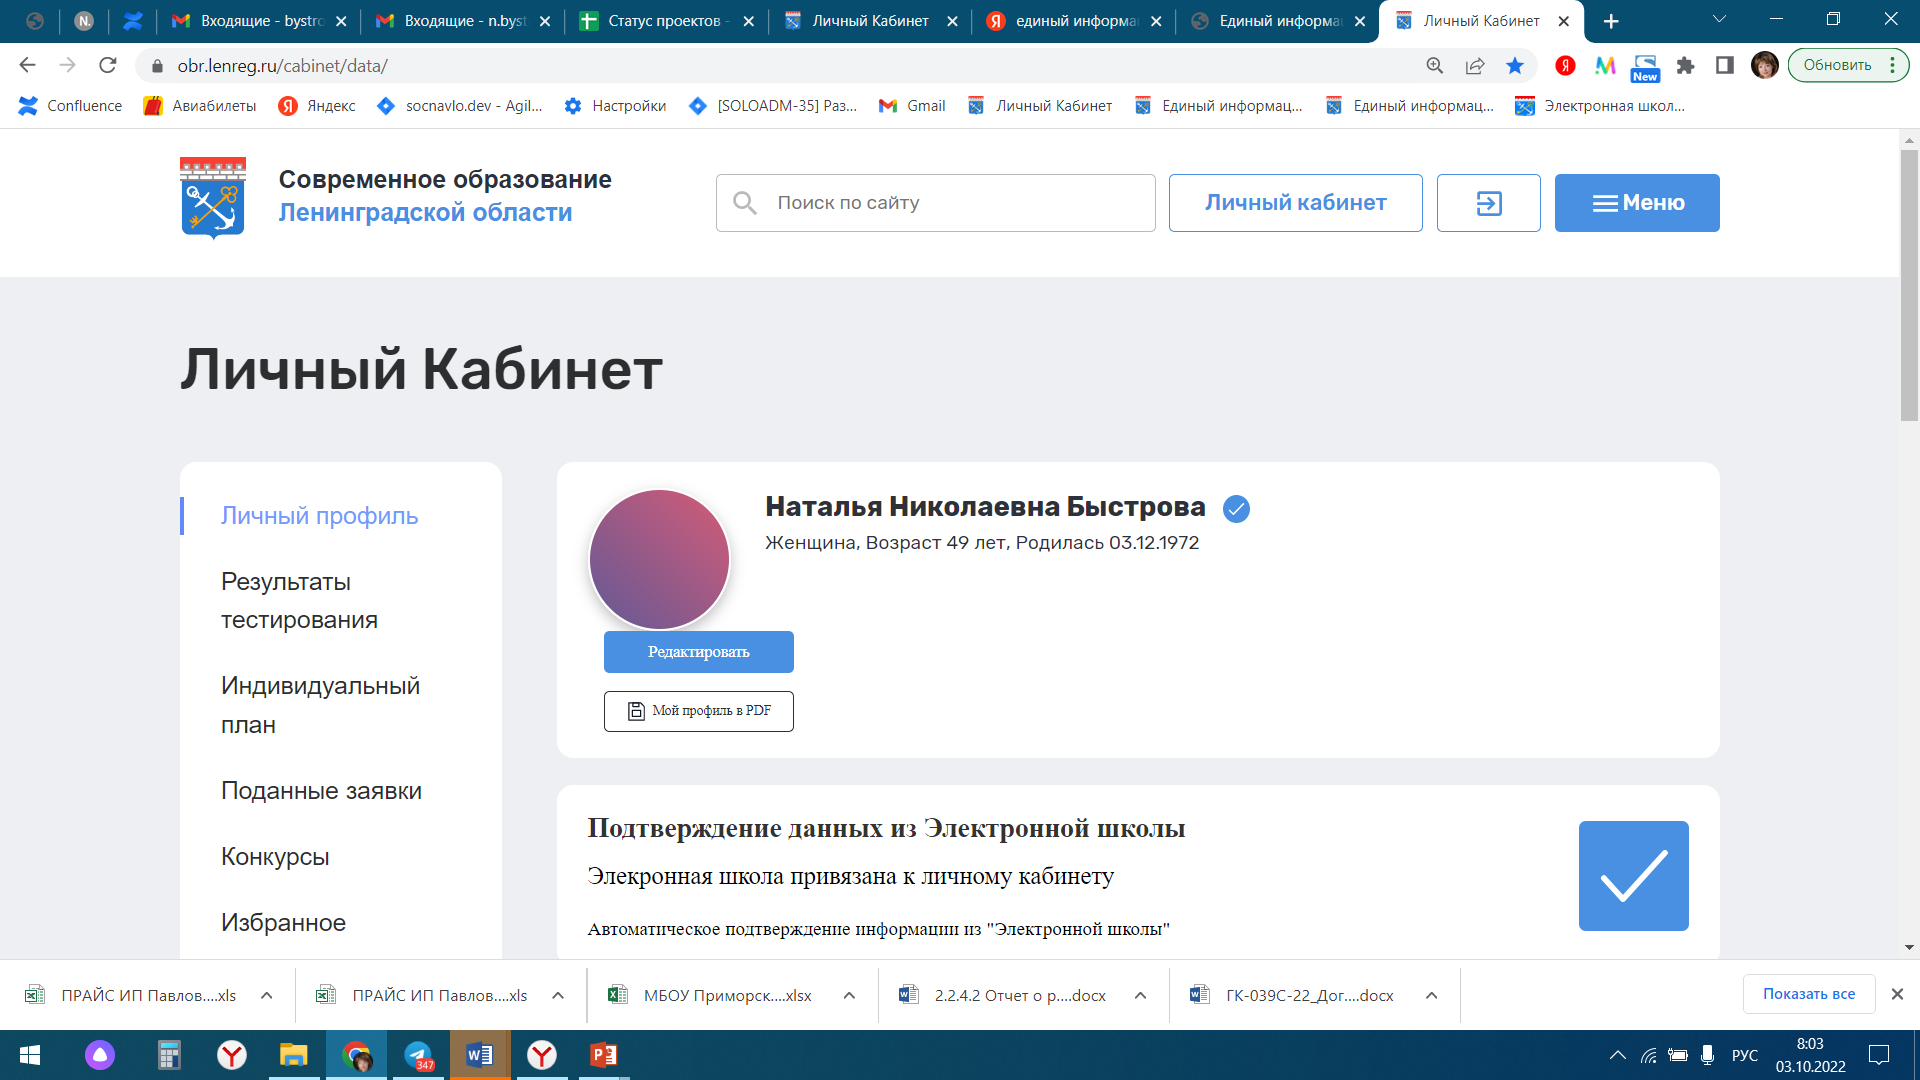 N.
Входящие - bystro
Входящие - n.byst
Статус проектов -
Личный Кабинет
Я
единый информа
Единый информа
Личный Кабинет
obr.lenreg.ru/cabinet/data/
Я
New
Обновить
Confluence
Авиабилеты
Я
Яндекс
socnavlo.dev - Agil...
Настройки
[SOLOADM-35] Раз...
Gmail
Личный Кабинет
Единый информац...
Единый информац...
Электронная школ...
Современное образование
Ленинградской области
Поиск по сайту
Личный кабинет
Меню
Личный Кабинет
Личный профиль
Результаты
тестирования
Индивидуальный
план
Поданные заявки
Конкурсы
Избранное
Наталья Николаевна Быстрова
Женщина, Возраст 49 лет, Родилась 03.12.1972
Редактировать
Мой профиль в PDF
Подтверждение данных из Электронной школы
Элекронная школа привязана к личному кабинету
Автоматическое подтверждение информации из "Электронной школы"
ПРАЙС ИП Павлов....xls
ПРАЙС ИП Павлов....xls
МБОУ Приморск....xlsx
2.2.4.2 Отчет о р....docx
ГК-039С-22_Дог....docx
Показать все
347
РУС
8:03
03.10.2022